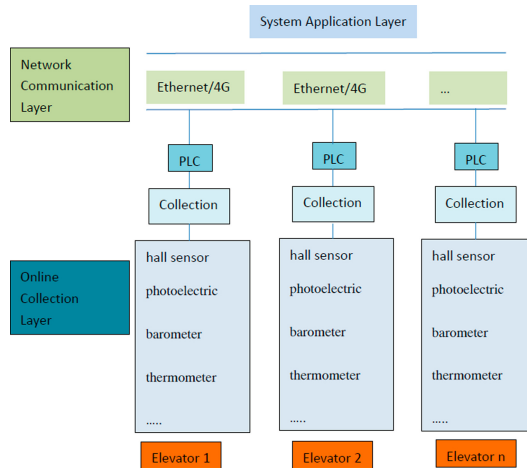 System Application Layer
Network
Communication
Layer
Ethernet/4G
Ethernet/4G
...
PLC
PLC
PLC
Collection
Collection
Collection
Online
Collection
Layer
hall sensor
photoelectric
barometer
thermometer
.....
hall sensor
photoelectric
barometer
thermometer
.....
hall sensor
photoelectric
barometer
thermometer
.....
Elevator 1
Elevator 2
Elevator n